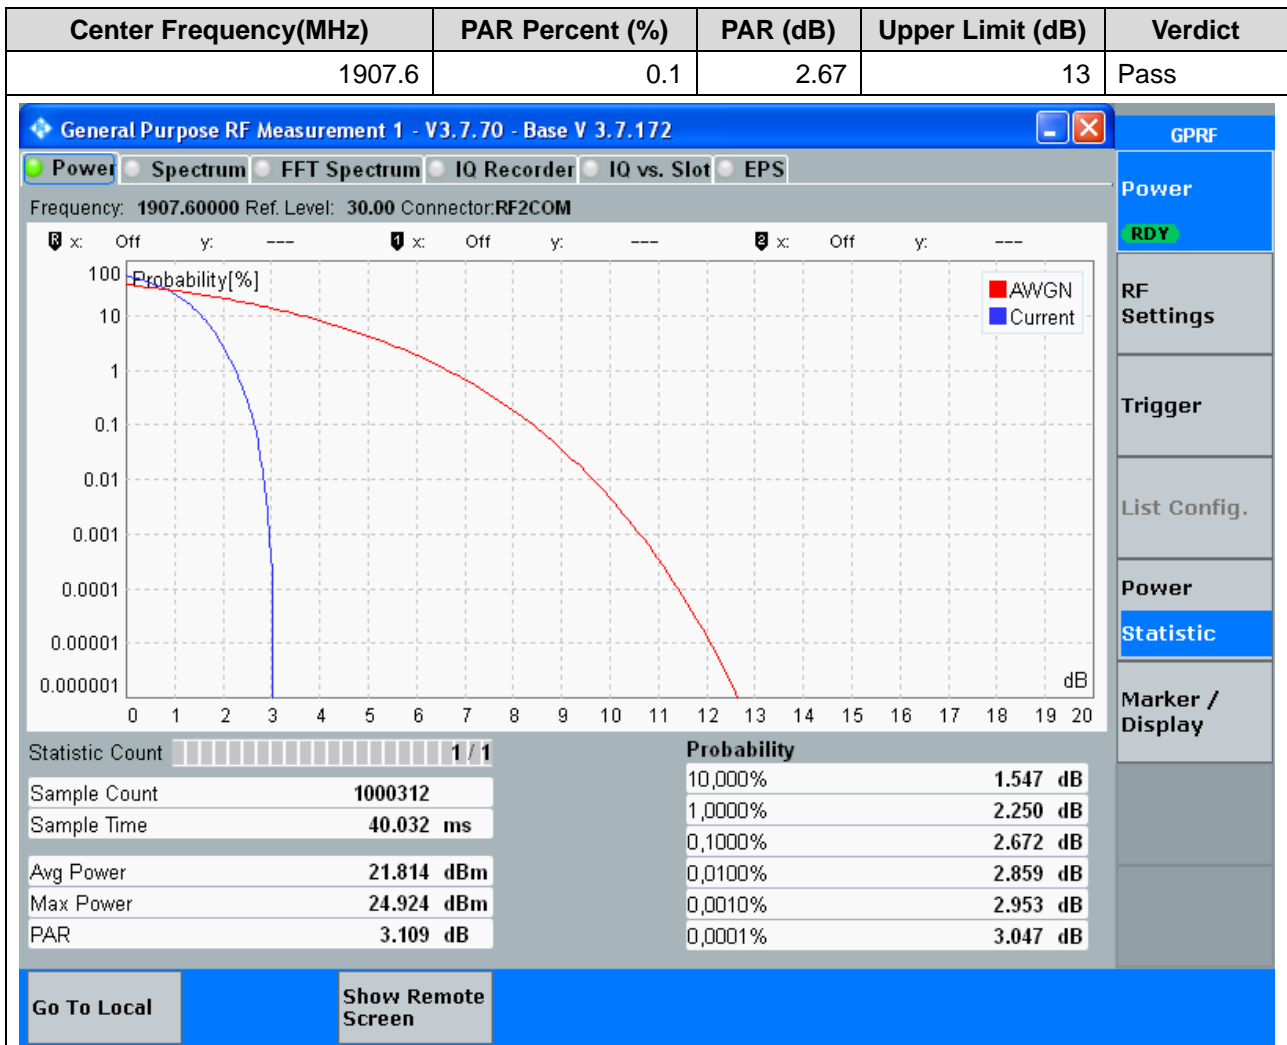 Center Frequency(MHz) PAR Percent (%) PAR (dB) Upper Limit (dB) Verdict
1907.6 0.1 2.67 13 Pass
General Purpose RF Measurement 1 - V3.7.70 - Base V 3.7.172
GPRF
Power Spectrum FFT Spectrum IQ Recorder IQ vs. Slot EPS
Frequency: 1907.60000 Ref. Level: 30.00 Connector:RF2COM
R x: Off y: --- 1 x: Off y: --- 2 x: Off y: ---
Probability[%]
100
10
1
0.1
0.01
0.001
0.0001
0.00001
0.000001
AWGN
Current
dB
0 1 2 3 4 5 6 7 8 9 10 11 12 13 14 15 16 17 18 19 20
Statistic Count 1 / 1
Sample Count 1000312
Sample Time 40.032 ms
Avg Power 21.814 dBm
Max Power 24.924 dBm
PAR 3.109 dB
Probability
10,000% 1.547 dB
1,0000% 2.250 dB
0,1000% 2.672 dB
0,0100% 2.859 dB
0,0010% 2.953 dB
0,0001% 3.047 dB
Power
RDY
RF
Settings
Trigger
List Config.
Power
Statistic
Marker /
Display
Go To Local
Show Remote
Screen